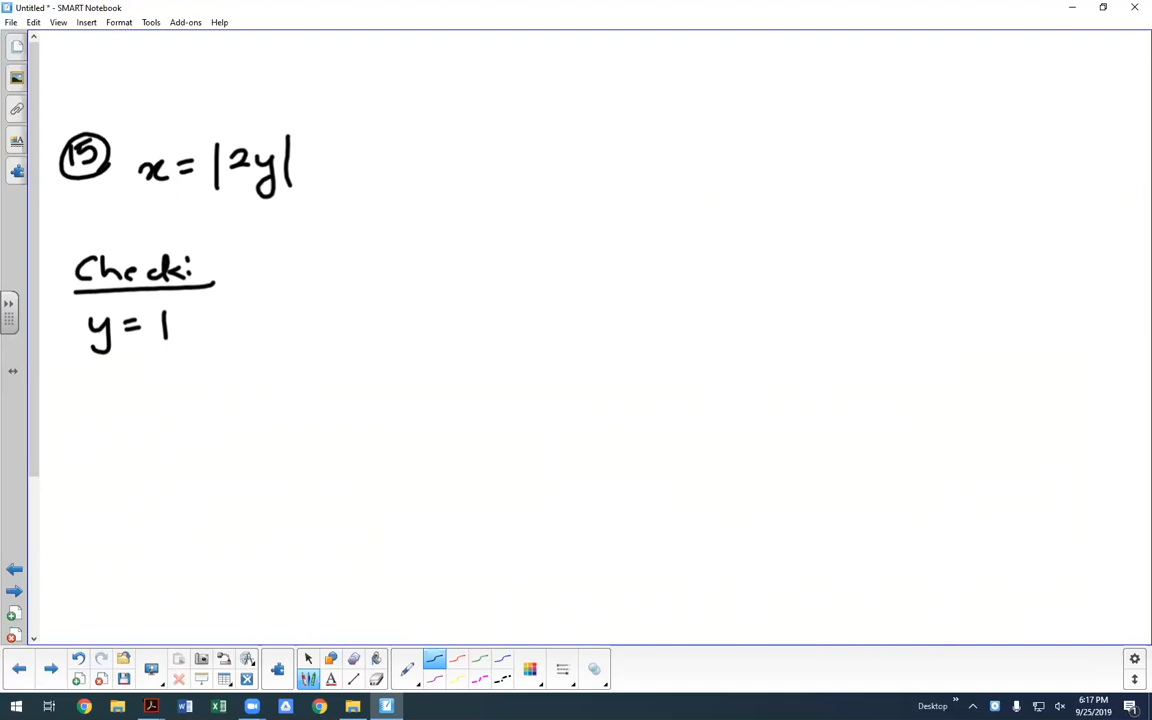 Untitled * - SMART Notebook
File Edit View Insert Format Tools Add-ons Help
15 x = |2y|
Check:
y = 1
Desktop
6:17 PM
9/25/2019